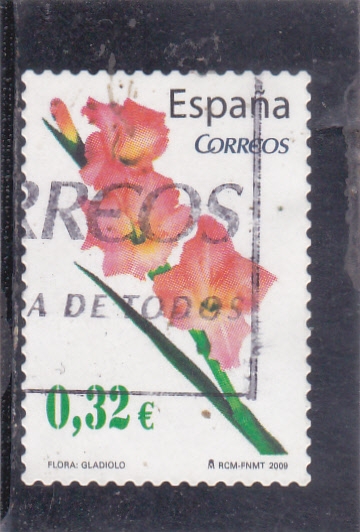 España
CORREOS
RREOS
A DE TODOS
0,32 €
FLORA: GLADIOLO
RCM-FNMT 2009